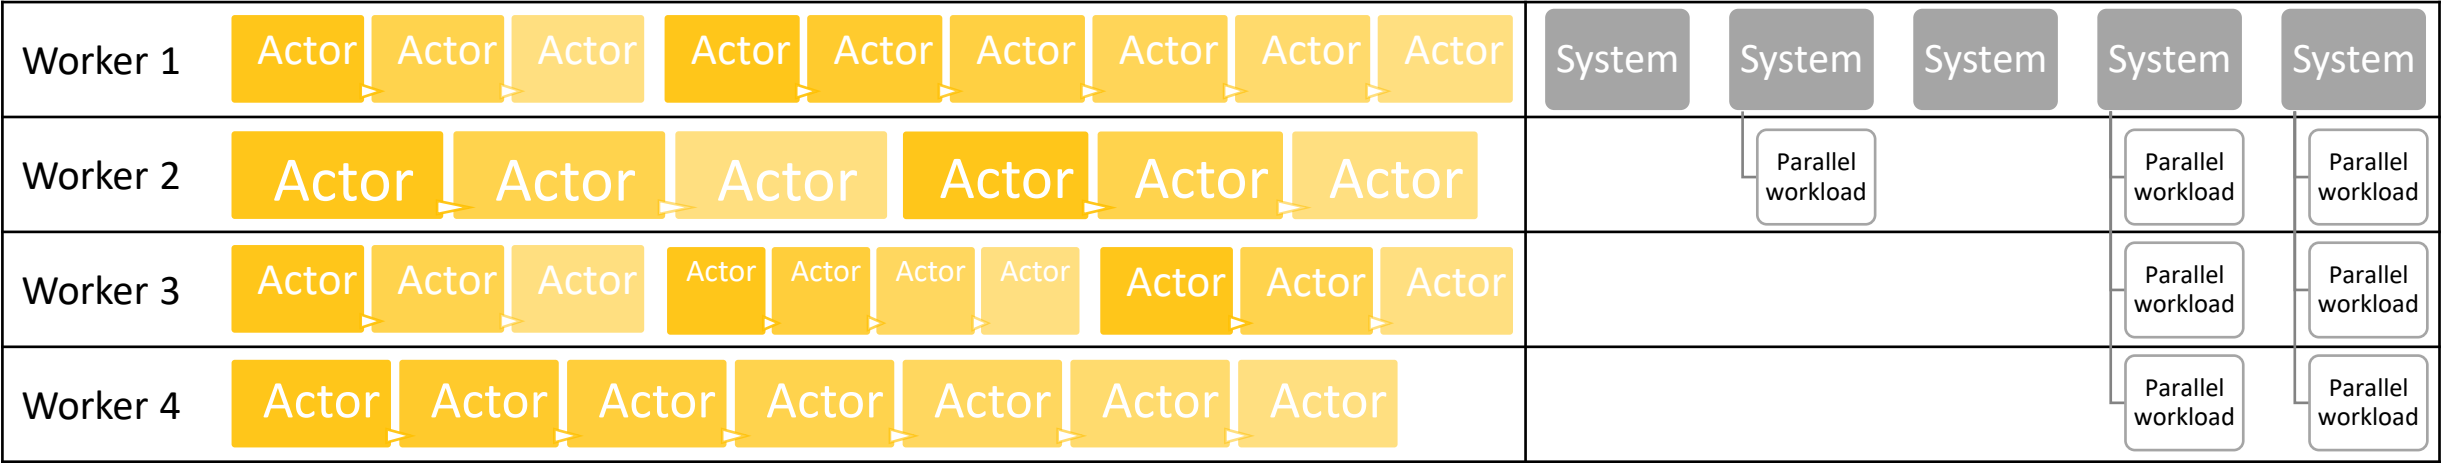 Worker 1 Actor Actor Actor Actor Actor Actor Actor Actor Actor System System System System System
Worker 2 Actor Actor Actor Actor Actor Actor
Parallel workload
Parallel workload
Parallel workload
Worker 3 Actor Actor Actor Actor Actor Actor Actor Actor Actor Actor
Parallel workload
Parallel workload
Worker 4 Actor Actor Actor Actor Actor Actor Actor
Parallel workload
Parallel workload